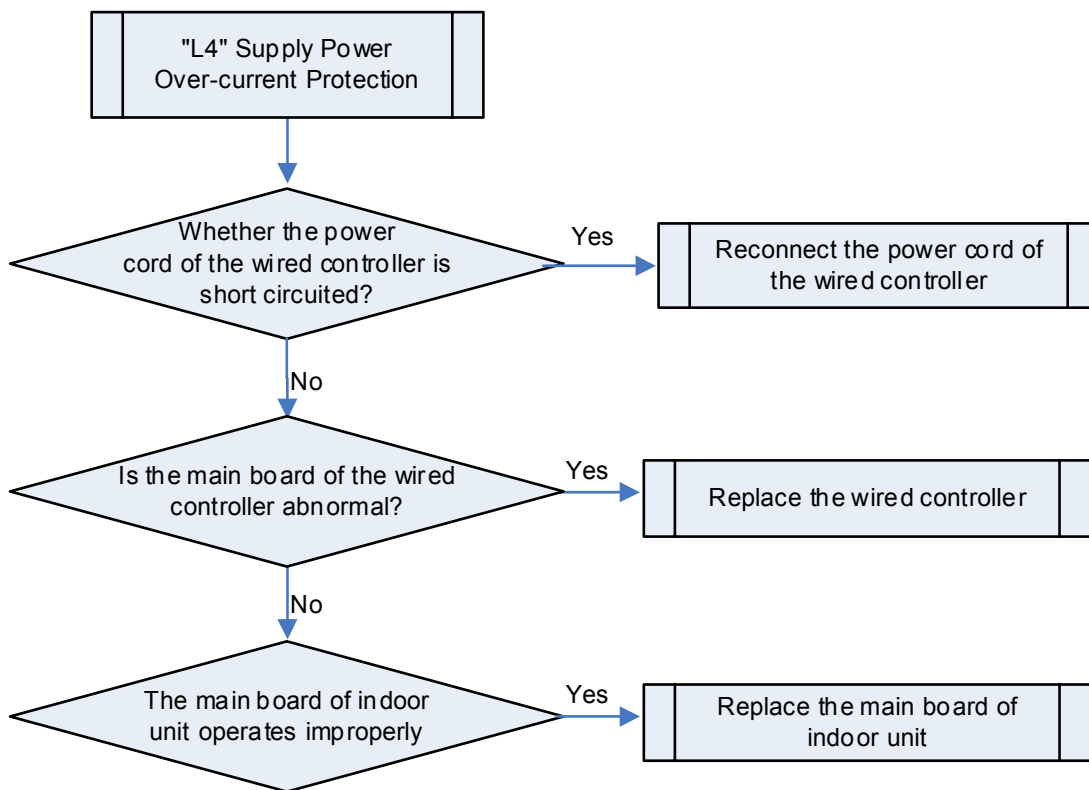 "L4" Supply Power
Over-current Protection
Whether the power
cord of the wired controller is
short circuited?
Yes
Reconnect the power cord of
the wired controller
No
Is the main board of the wired
controller abnormal?
Yes
Replace the wired controller
No
The main board of indoor
unit operates improperly
Yes
Replace the main board of
indoor unit